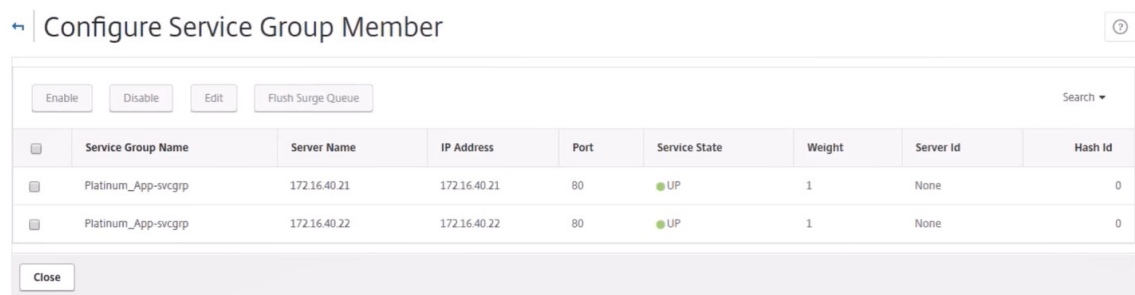 Configure Service Group Member
?
Enable Disable Edit Flush Surge Queue Search
Service Group Name Server Name IP Address Port Service State Weight Server Id Hash Id
Platinum_App-svcgrp 172.16.40.21 172.16.40.21 80 UP 1 None 0
Platinum_App-svcgrp 172.16.40.22 172.16.40.22 80 UP 1 None 0
Close